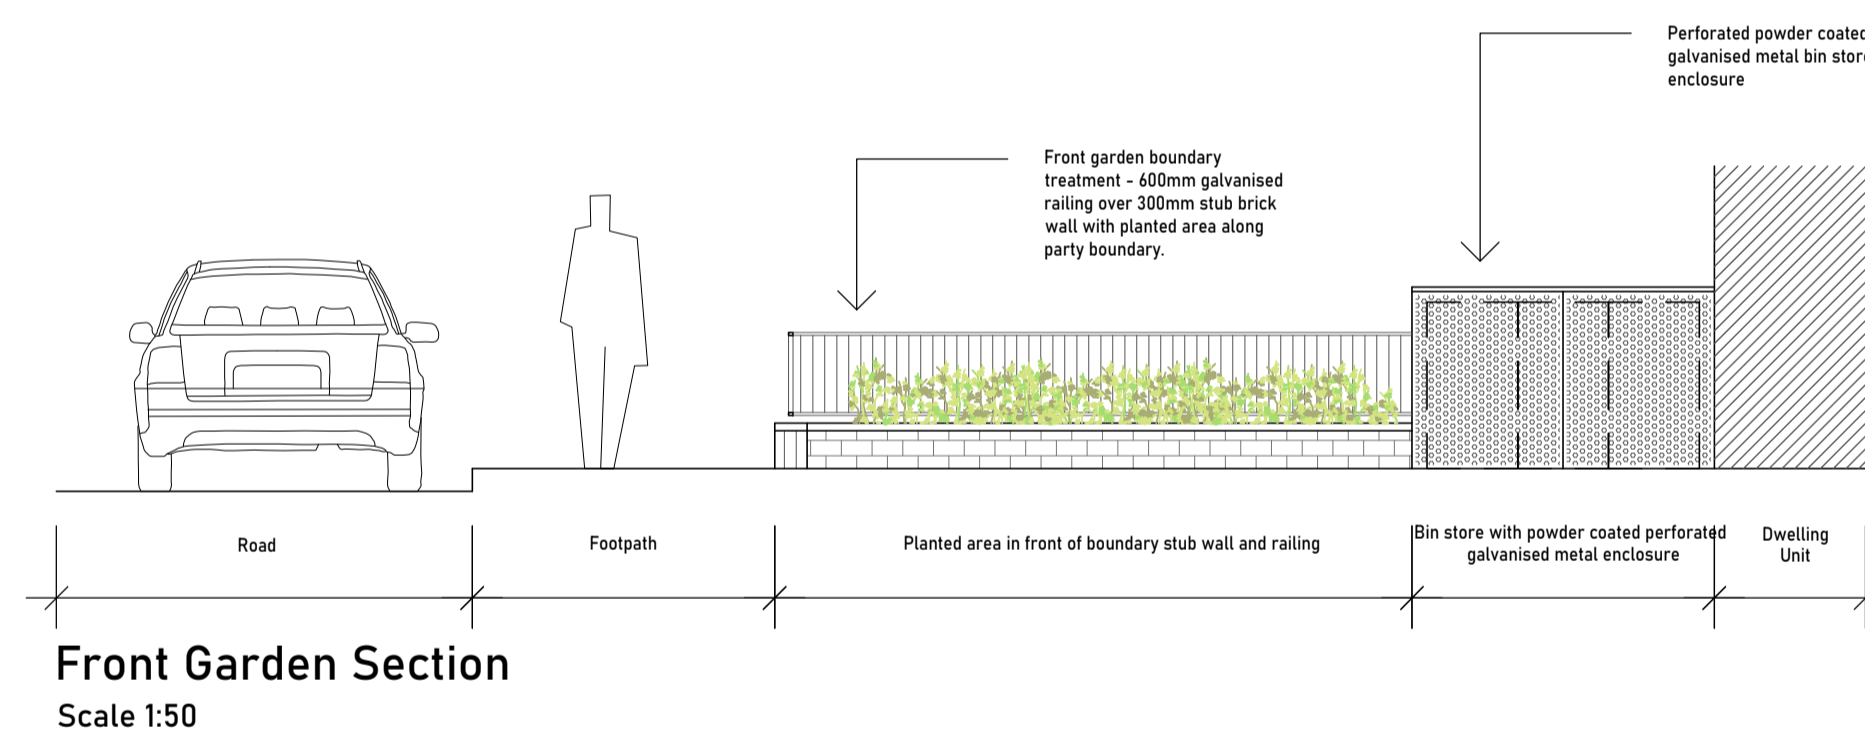 Perforated powder coated
galvanised metal bin store
enclosure
Front garden boundary
treatment - 600mm galvanised
railing over 300mm stub brick
wall with planted area along
party boundary.
Road
Footpath
Planted area in front of boundary stub wall and railing
Bin store with powder coated perforated
galvanised metal enclosure
Dwelling
Unit
Front Garden Section
Scale 1:50